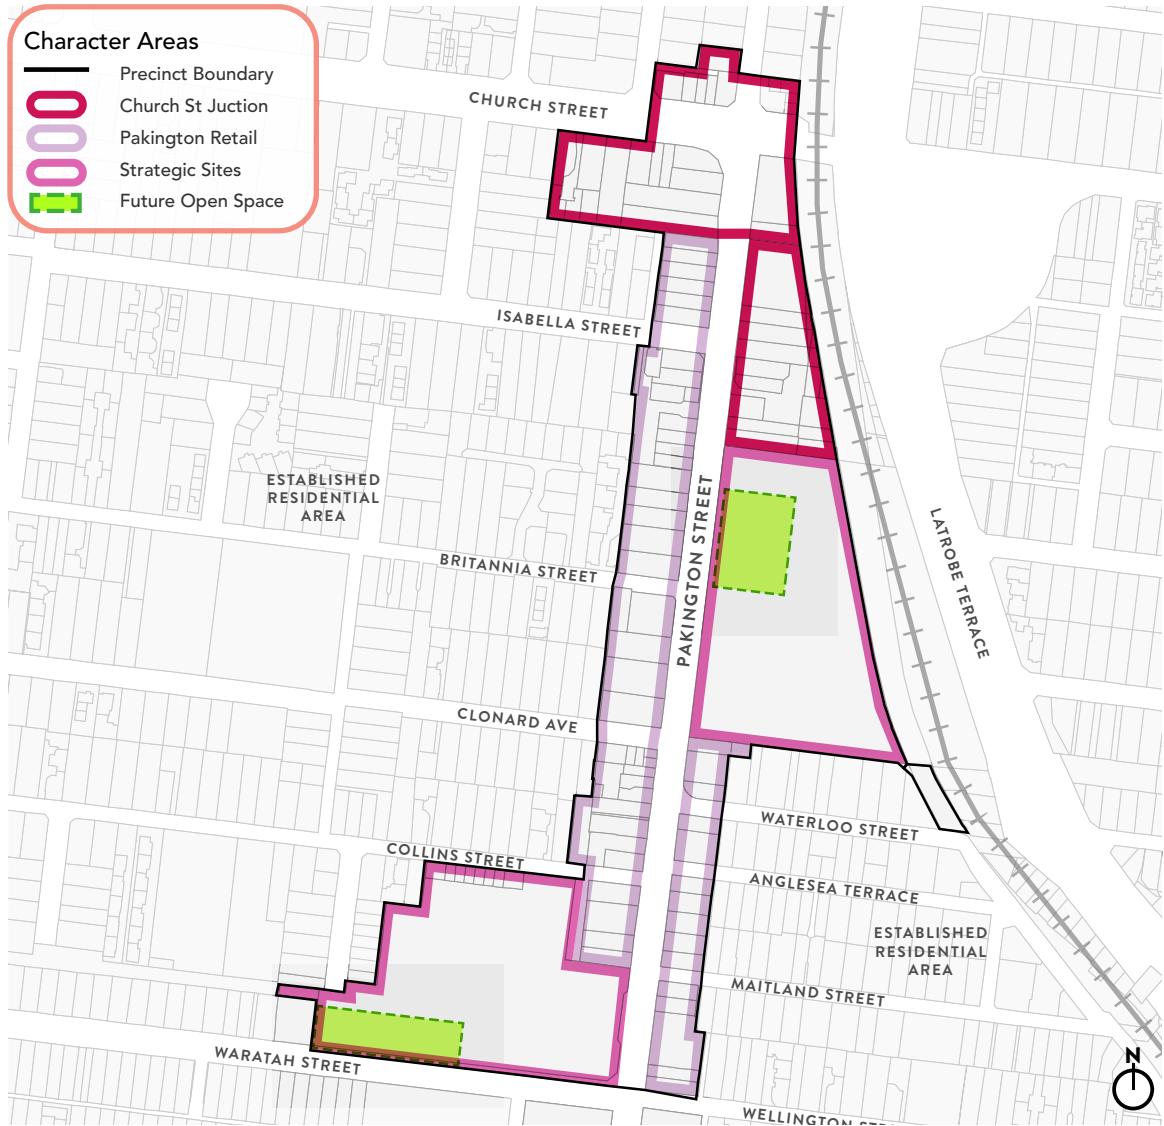 Character Areas
Precinct Boundary
Church St Juction
Pakington Retail
Strategic Sites
Future Open Space
CHURCH STREET
ISABELLA STREET
ESTABLISHED
RESIDENTIAL
AREA
PAKINGTON STREET
LATROBE TERRACE
BRITANNIA STREET
CLONARD AVE
WATERLOO STREET
COLLINS STREET
ANGLESEA TERRACE
ESTABLISHED
RESIDENTIAL
AREA
MAITLAND STREET
WARATAH STREET
N
WELLINGTON